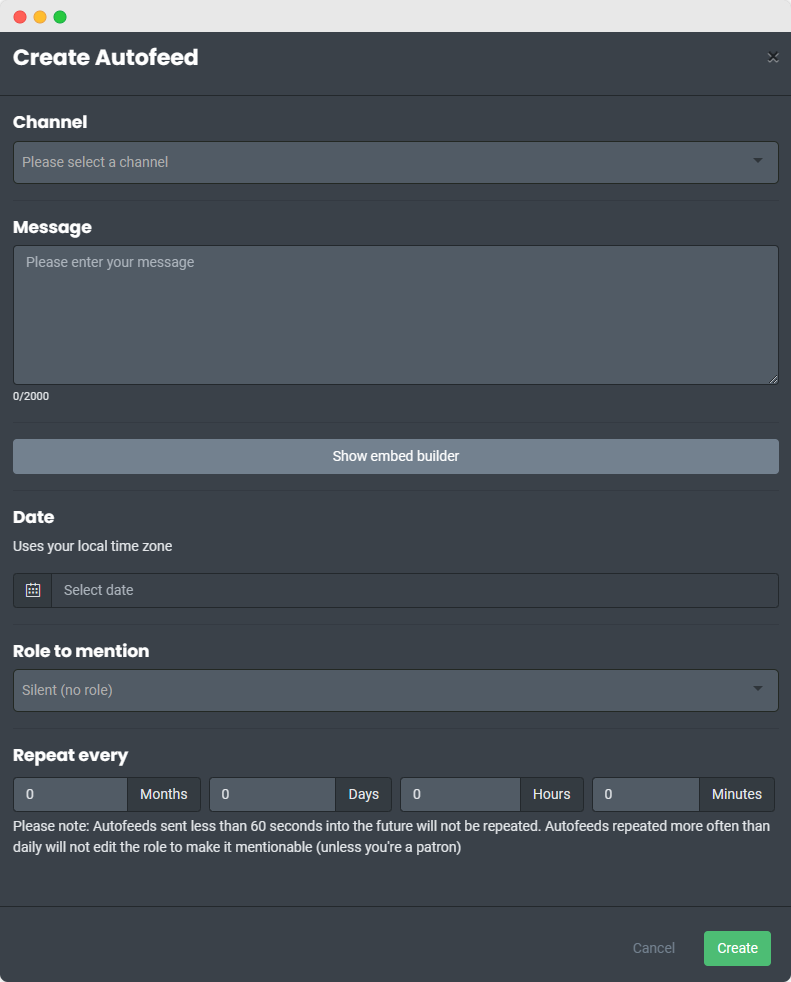 Create Autofeed
×
Channel
Please select a channel
Message
Please enter your message
0/2000
Show embed builder
Date
Uses your local time zone
Select date
Role to mention
Silent (no role)
Repeat every
0 Months 0 Days 0 Hours 0 Minutes
Please note: Autofeeds sent less than 60 seconds into the future will not be repeated. Autofeeds repeated more often than
daily will not edit the role to make it mentionable (unless you're a patron)
Cancel Create